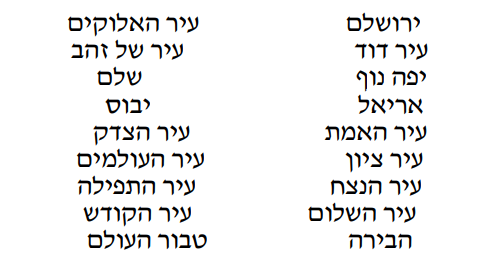 ירושלם
עיר דוד
יפה נוף
אריאל
עיר האמת
עיר ציון
עיר הנצח
עיר השלום
הבירה
עיר האלוקים
עיר של זהב
שלם
יבוס
עיר הצדק
עיר העולמים
עיר התפילה
עיר הקודש
טבור העולם